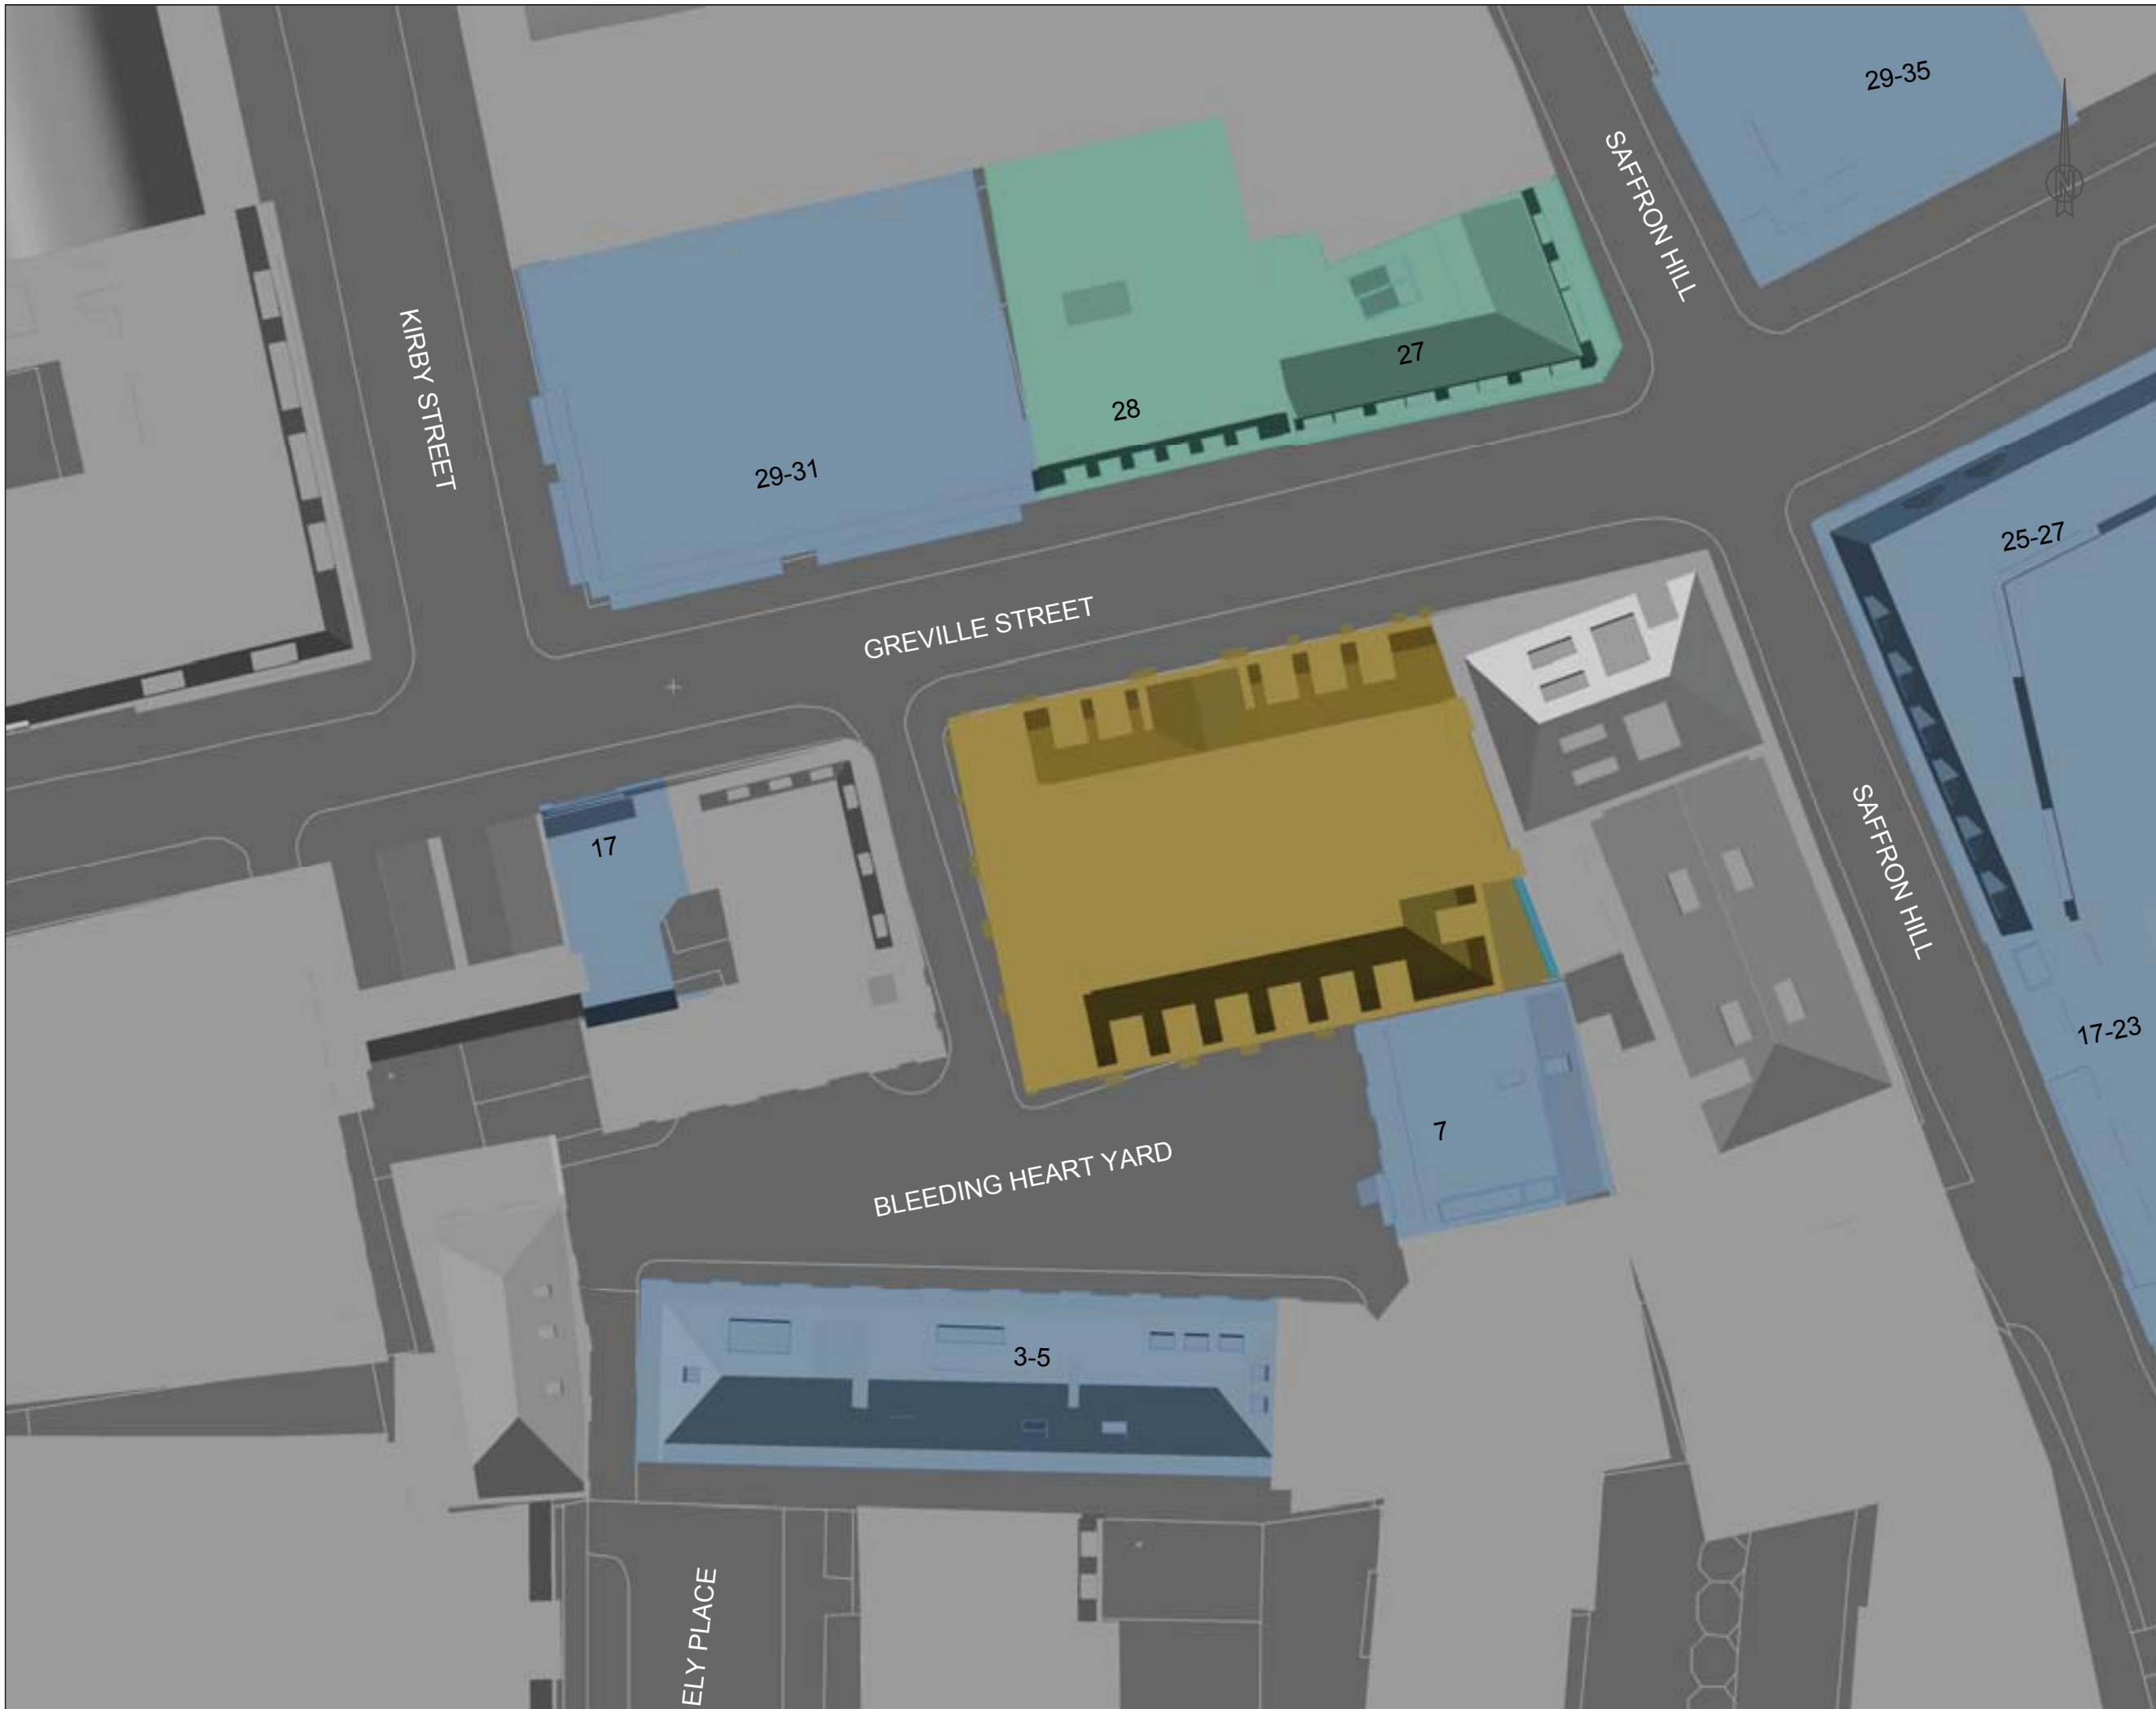 29-35
SAFFRON HILL
N
KIRBY STREET
27
28
29-31
25-27
GREVILLE STREET
17
SAFFRON HILL
17-23
7
BLEEDING HEART YARD
3-5
ELY PLACE